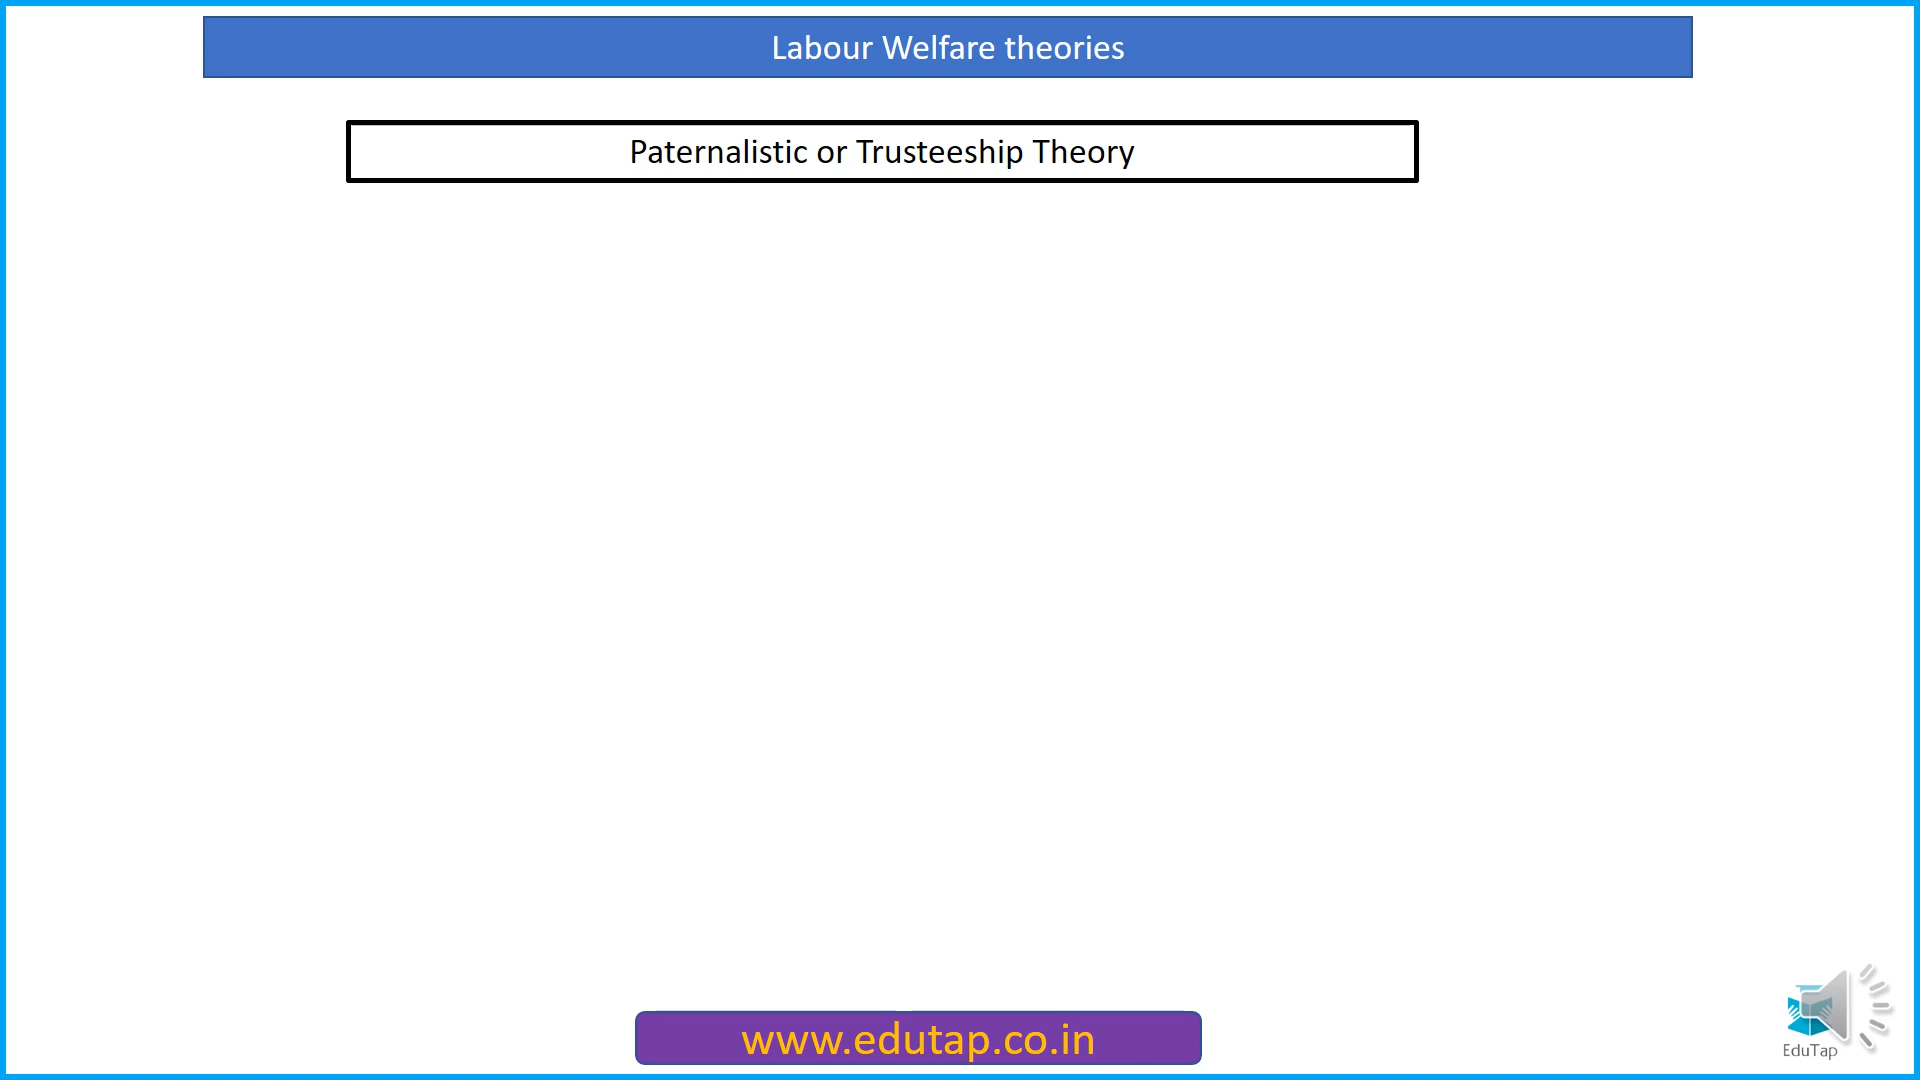 Labour Welfare theories
Paternalistic or Trusteeship Theory
www.edutap.co.in
EduTap